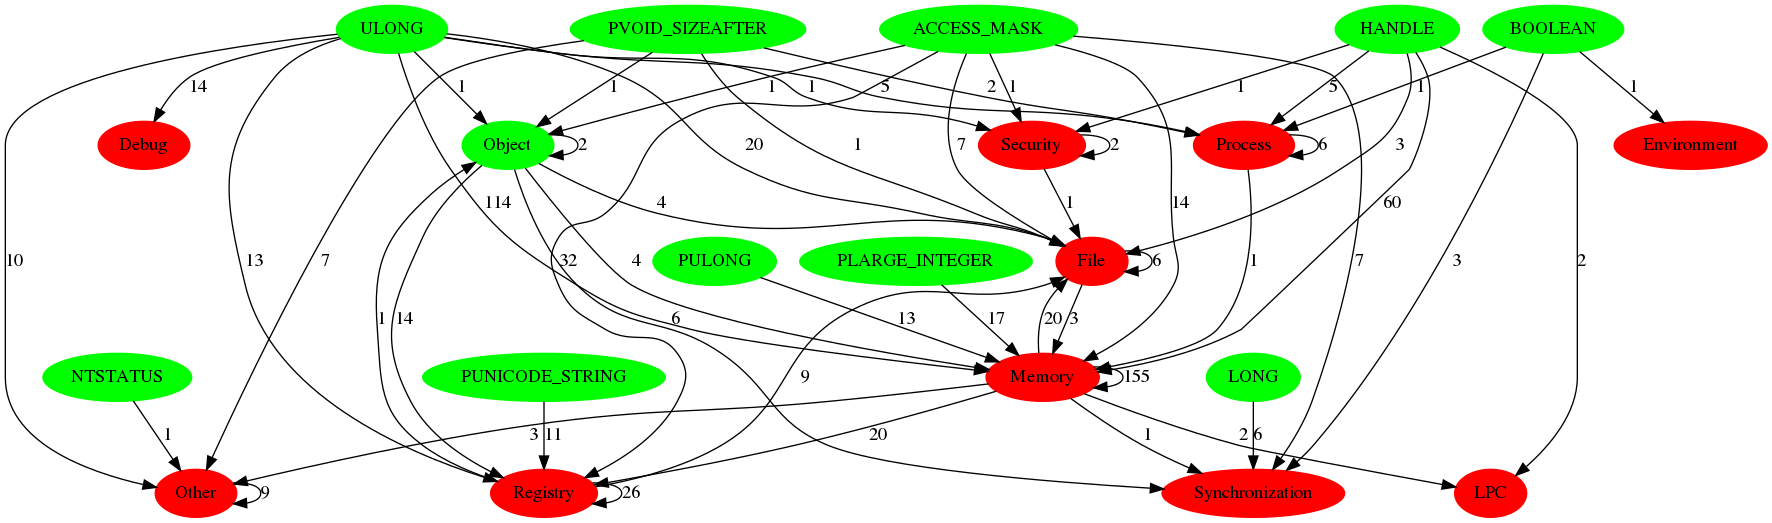 ULONG PVOID_SIZEAFTER ACCESS_MASK HANDLE BOOLEAN
14 1 1 1 1 5 2 1 1 5 1 1
Debug Object 2 20 1 7 Security 2 Process 6 3 Environment
114 4 1 14 60
10 13 7 32 4 PULONG PLARGE_INTEGER File 6 1 7 3 2
1 14 6 13 17 20 3
NTSTATUS PUNICODE_STRING 9 Memory 155 LONG
1 3 11 20 1 2 6
Other 9 Registry 26 Synchronization LPC